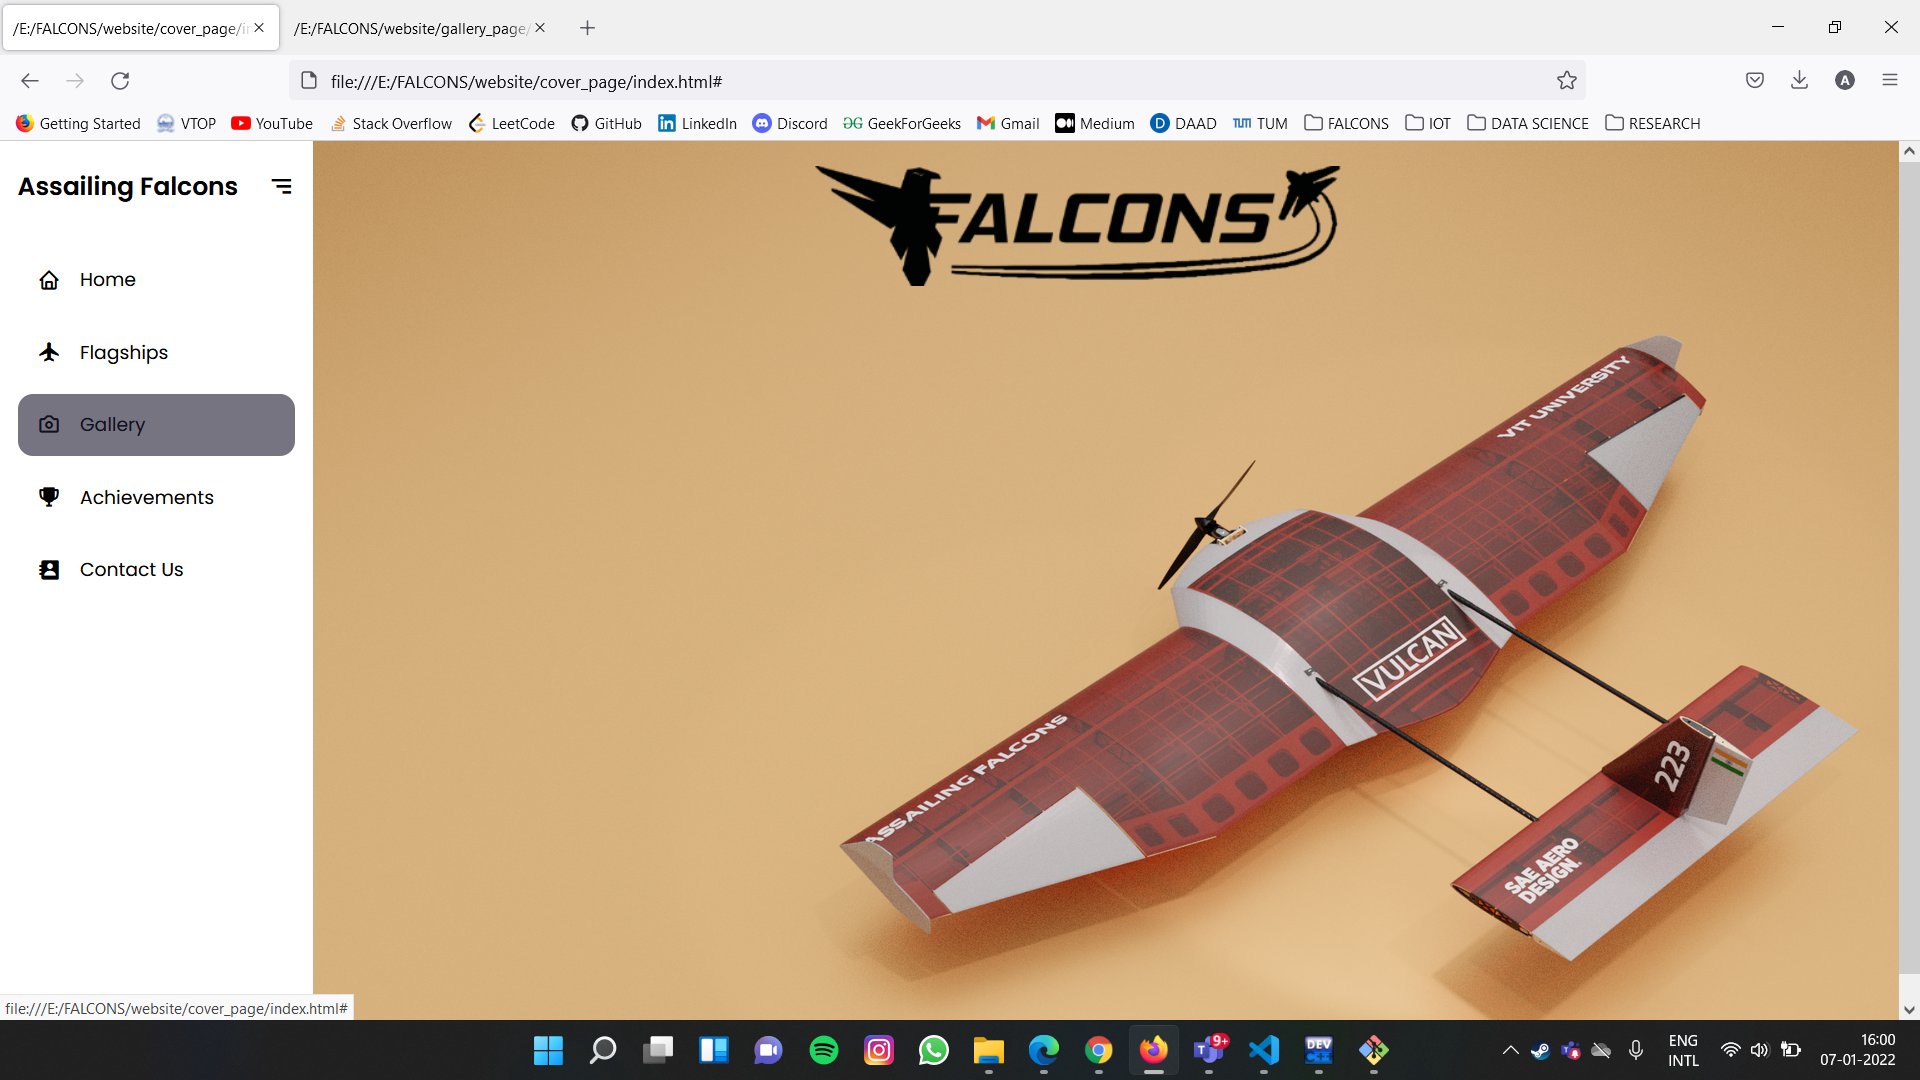 /E:/FALCONS/website/cover_page/in
/E:/FALCONS/website/gallery_page/
file:///E:/FALCONS/website/cover_page/index.html#
A
Getting Started VTOP YouTube Stack Overflow LeetCode GitHub LinkedIn Discord GeekForGeeks Gmail Medium DAAD TUM FALCONS IOT DATA SCIENCE RESEARCH
Assailing Falcons
FALCONS
Home
Flagships
Gallery
Achievements
Contact Us
VIT UNIVERSITY
VULCAN
ASSAILING FALCONS
223
SAE AERO
DESIGN.
file:///E:/FALCONS/website/cover_page/index.html#
9+
DEV
C++
ENG
INTL
16:00
07-01-2022